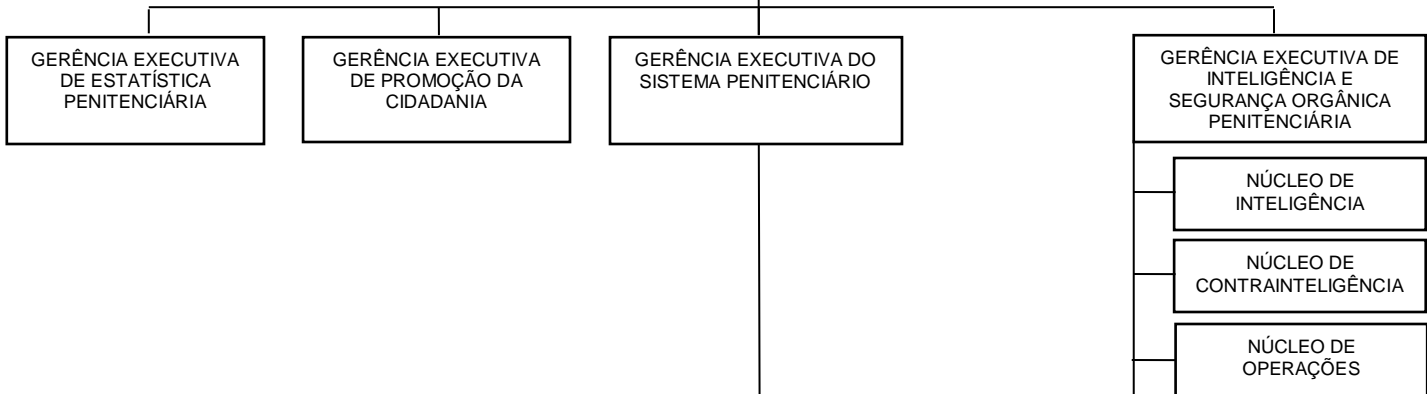 GERÊNCIA EXECUTIVA
DE ESTATÍSTICA
PENITENCIÁRIA
GERÊNCIA EXECUTIVA
DE PROMOÇÃO DA
CIDADANIA
GERÊNCIA EXECUTIVA DO
SISTEMA PENITENCIÁRIO
GERÊNCIA EXECUTIVA DE
INTELIGÊNCIA E
SEGURANÇA ORGÂNICA
PENITENCIÁRIA
NÚCLEO DE
INTELIGÊNCIA
NÚCLEO DE
CONTRAINTELIGÊNCIA
NÚCLEO DE
OPERAÇÕES